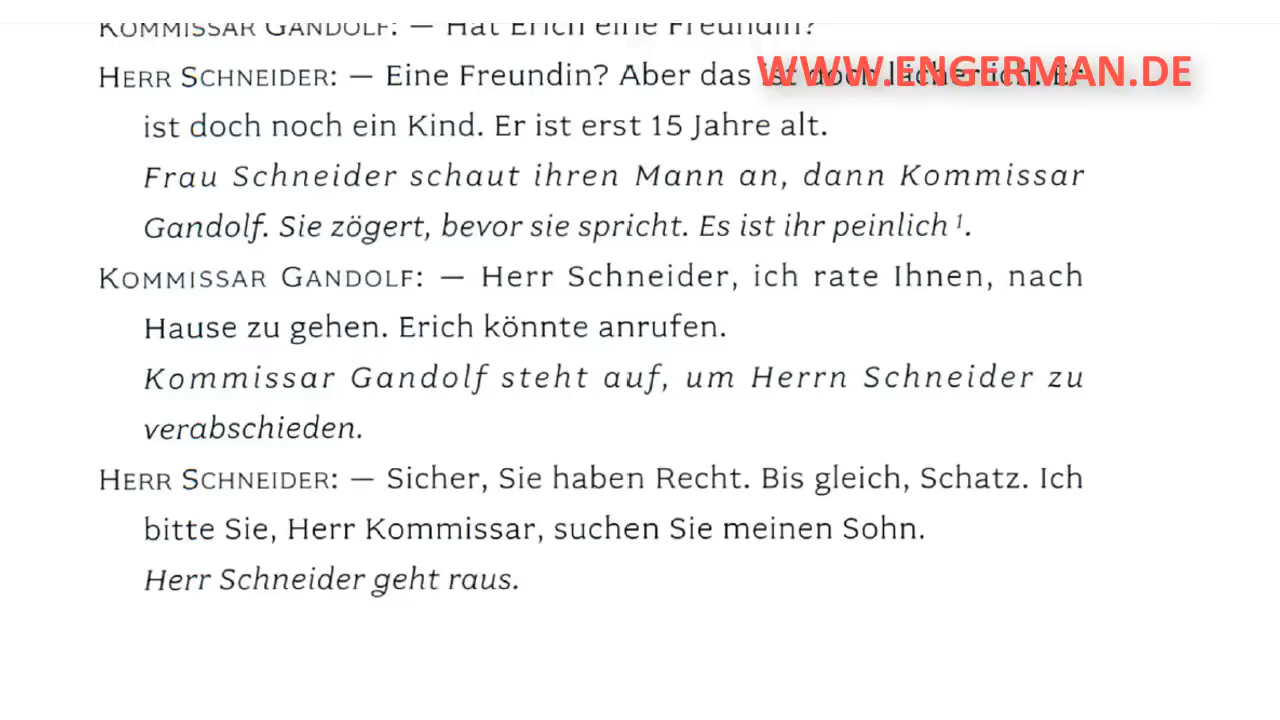 KOMMISSAR GANDOLF: — Hat Erich eine Freundin?
WWW.ENGERMAN.DE
HERR SCHNEIDER: — Eine Freundin? Aber das ist doch lächerlich. Er
ist doch noch ein Kind. Er ist erst 15 Jahre alt.
Frau Schneider schaut ihren Mann an, dann Kommissar
Gandolf. Sie zögert, bevor sie spricht. Es ist ihr peinlich ¹.
KOMMISSAR GANDOLF: — Herr Schneider, ich rate Ihnen, nach
Hause zu gehen. Erich könnte anrufen.
Kommissar Gandolf steht auf, um Herrn Schneider zu
verabschieden.
HERR SCHNEIDER: — Sicher, Sie haben Recht. Bis gleich, Schatz. Ich
bitte Sie, Herr Kommissar, suchen Sie meinen Sohn.
Herr Schneider geht raus.